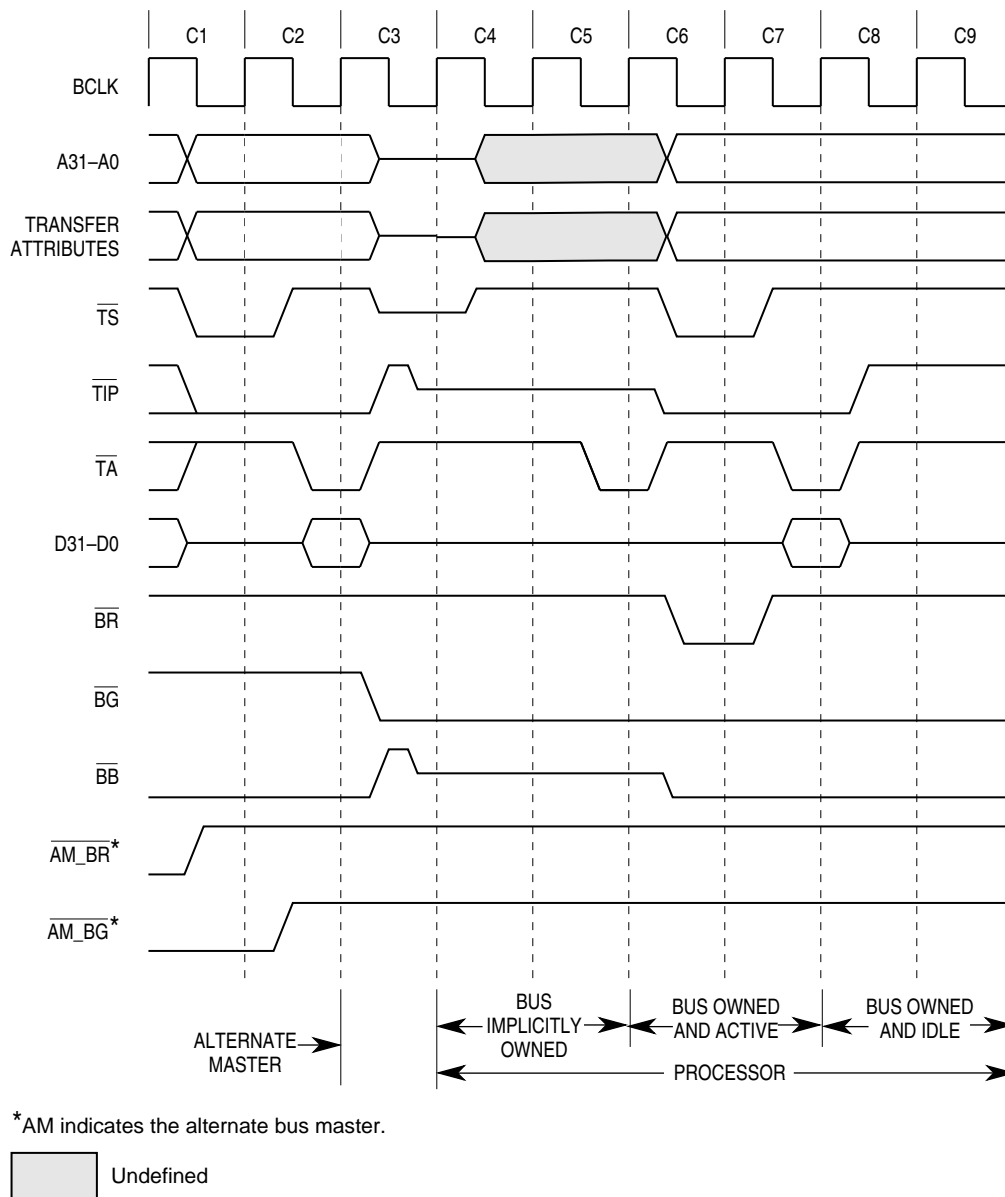 C1 C2 C3 C4 C5 C6 C7 C8 C9
BCLK
A31–A0
TRANSFER
ATTRIBUTES
TS
TIP
TA
D31–D0
BR
BG
BB
AM_BR*
AM_BG*
ALTERNATE
MASTER
BUS
IMPLICITLY
OWNED
BUS OWNED
AND ACTIVE
BUS OWNED
AND IDLE
PROCESSOR
*AM indicates the alternate bus master.
Undefined